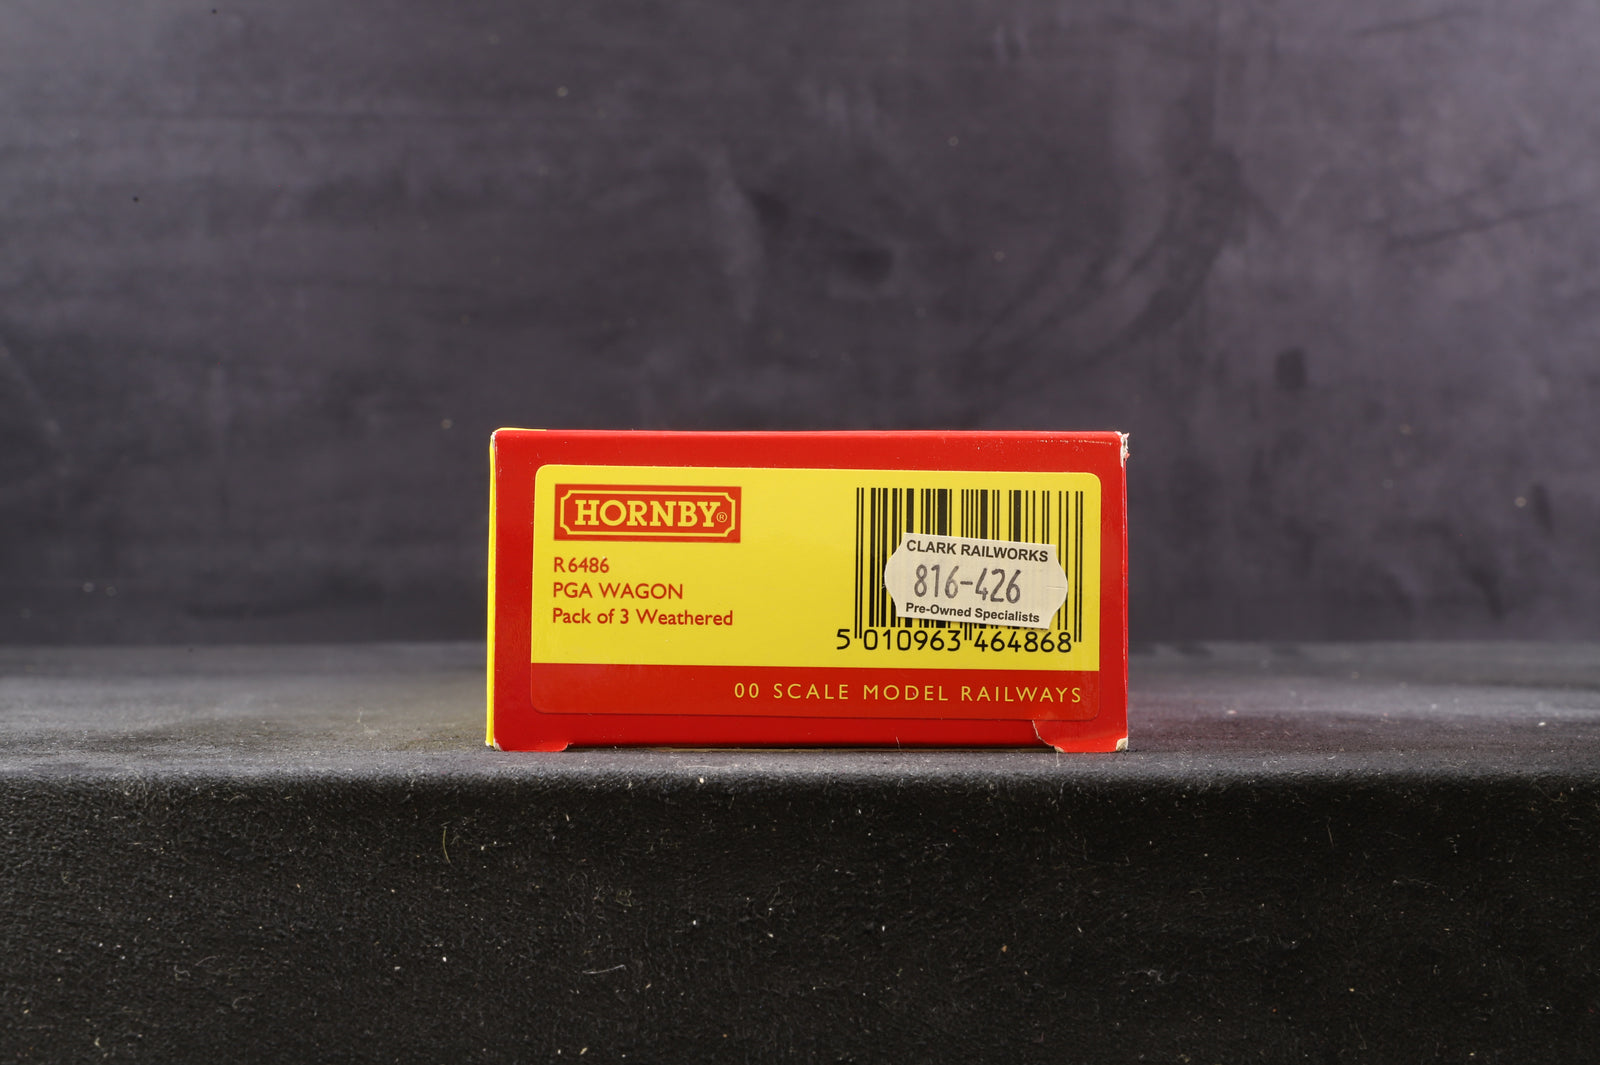 HORNBY®
R6486
PGA WAGON
Pack of 3 Weathered
CLARK RAILWORKS
816-426
Pre-Owned Specialists
5 010963 464868
00 SCALE MODEL RAILWAYS